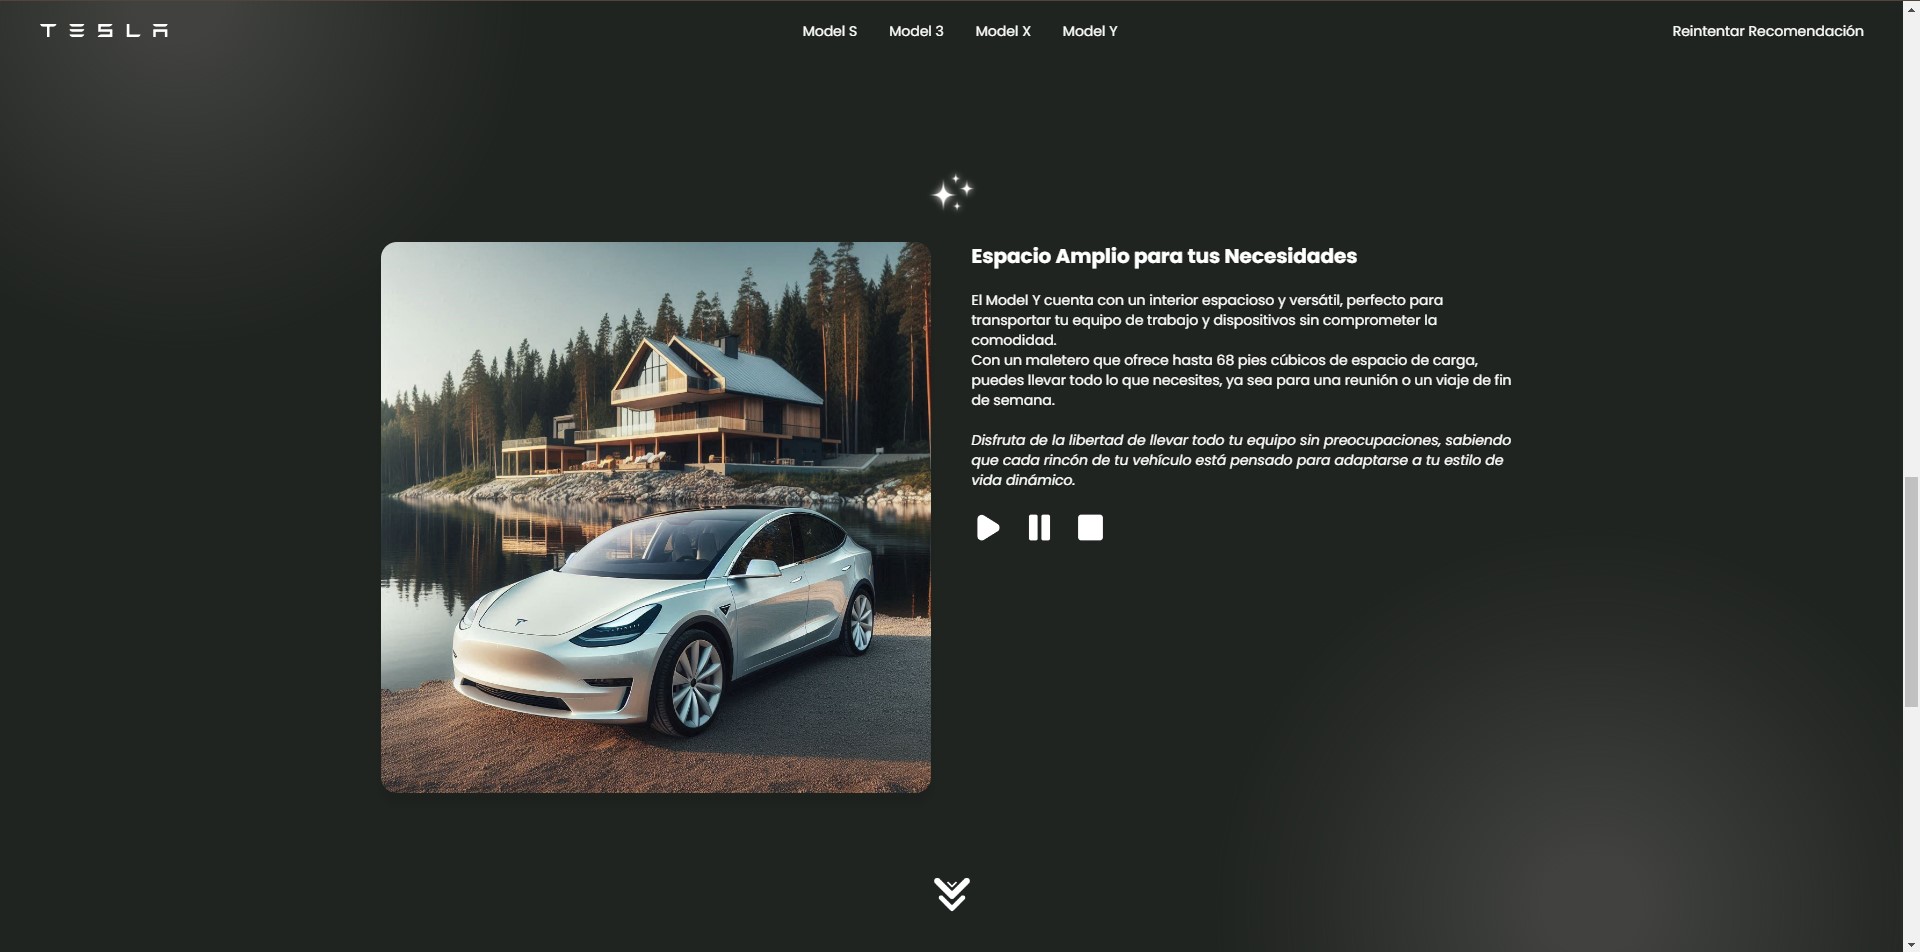 TESLA
Model S
Model 3
Model X
Model Y
Reintentar Recomendación
Espacio Amplio para tus Necesidades
El Model Y cuenta con un interior espacioso y versátil, perfecto para
transportar tu equipo de trabajo y dispositivos sin comprometer la
comodidad.
Con un maletero que ofrece hasta 68 pies cúbicos de espacio de carga,
puedes llevar todo lo que necesites, ya sea para una reunión o un viaje de fin
de semana.
Disfruta de la libertad de llevar todo tu equipo sin preocupaciones, sabiendo
que cada rincón de tu vehículo está pensado para adaptarse a tu estilo de
vida dinámico.